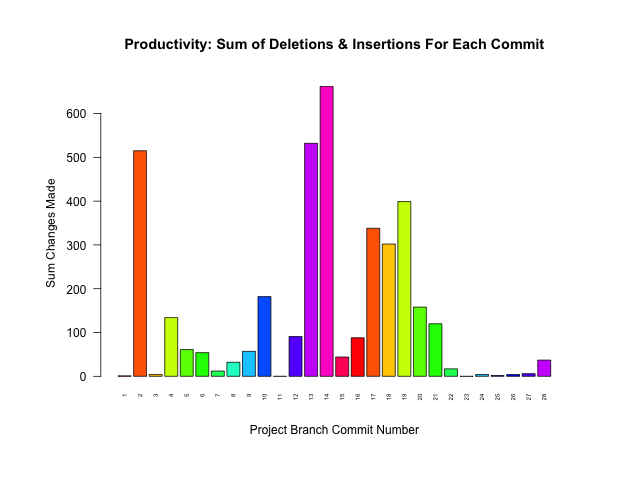 Productivity: Sum of Deletions & Insertions For Each Commit
Sum Changes Made
600
500
400
300
200
100
0
1 2 3 4 5 6 7 8 9 10 11 12 13 14 15 16 17 18 19 20 21 22 23 24 25 26 27 28
Project Branch Commit Number